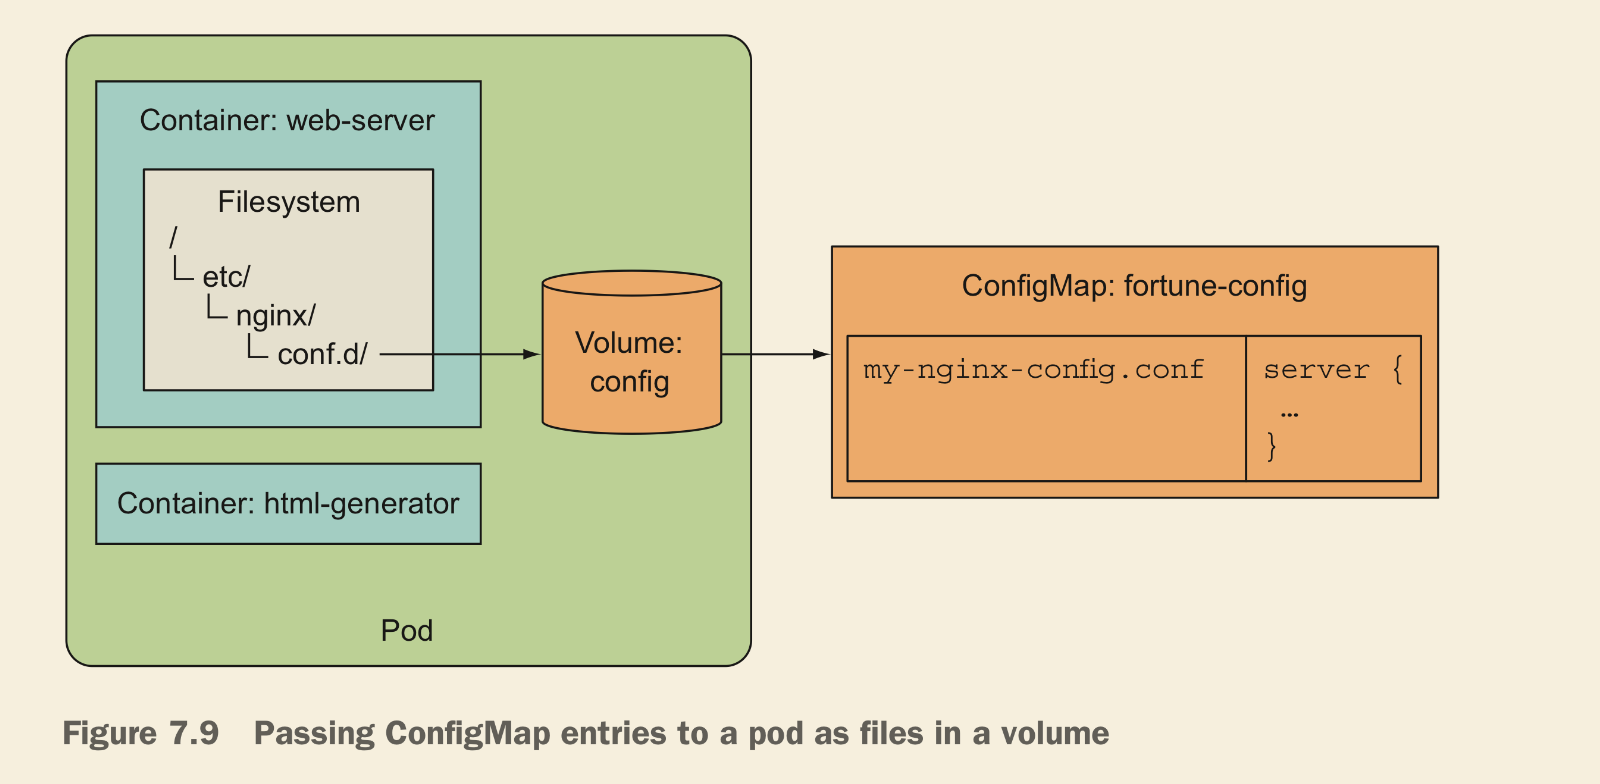 Container: web-server
Filesystem
/
etc/
nginx/
conf.d/
Volume:
config
ConfigMap: fortune-config
my-nginx-config.conf
server {
…
}
Container: html-generator
Pod
Figure 7.9 Passing ConfigMap entries to a pod as files in a volume